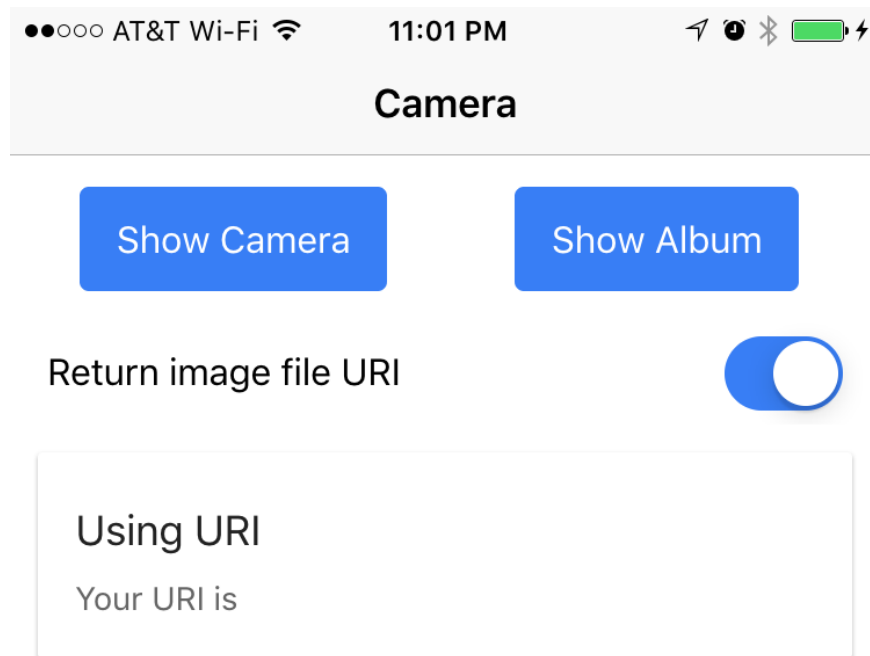 AT&T Wi-Fi 11:01 PM
Camera
Show Camera Show Album
Return image file URI
Using URI
Your URI is